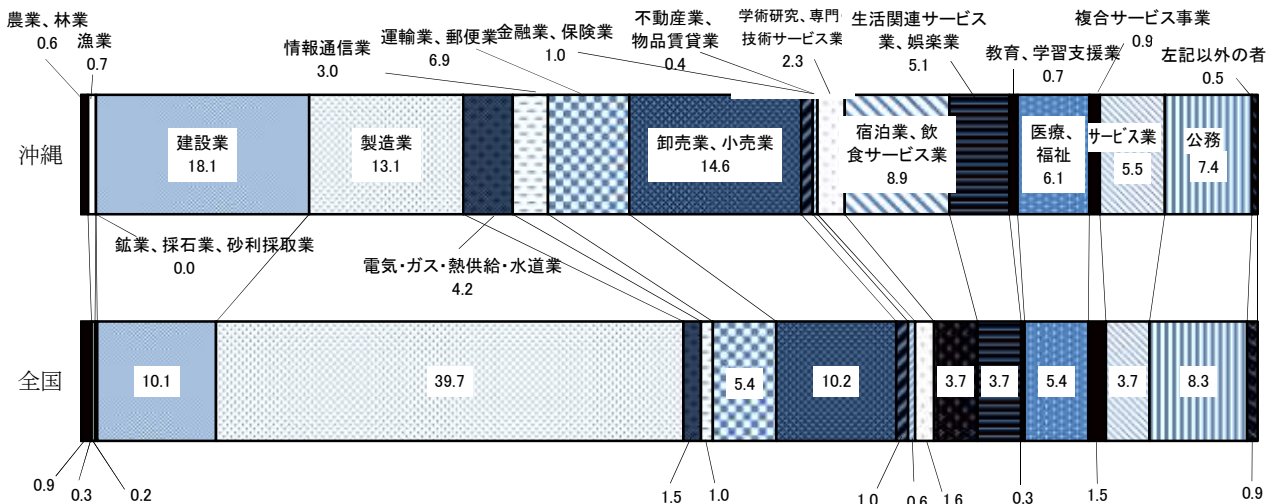 農業、林業
0.6
漁業
0.7
情報通信業
3.0
運輸業、郵便業
6.9
金融業、保険業
1.0
不動産業、
物品賃貸業
0.4
学術研究、専門・
技術サービス業
2.3
生活関連サービス
業、娯楽業
5.1
教育、学習支援業
0.7
複合サービス事業
0.9
左記以外の者
0.5
沖縄
建設業
18.1
製造業
13.1
卸売業、小売業
14.6
宿泊業、飲
食サービス業
8.9
医療、
福祉
6.1
サービス業
5.5
公務
7.4
鉱業、採石業、砂利採取業
0.0
電気・ガス・熱供給・水道業
4.2
全国
10.1
39.7
5.4
10.2
3.7
3.7
5.4
3.7
8.3
0.9
0.3
0.2
1.5
1.0
1.0
0.6
1.6
0.3
1.5
0.9